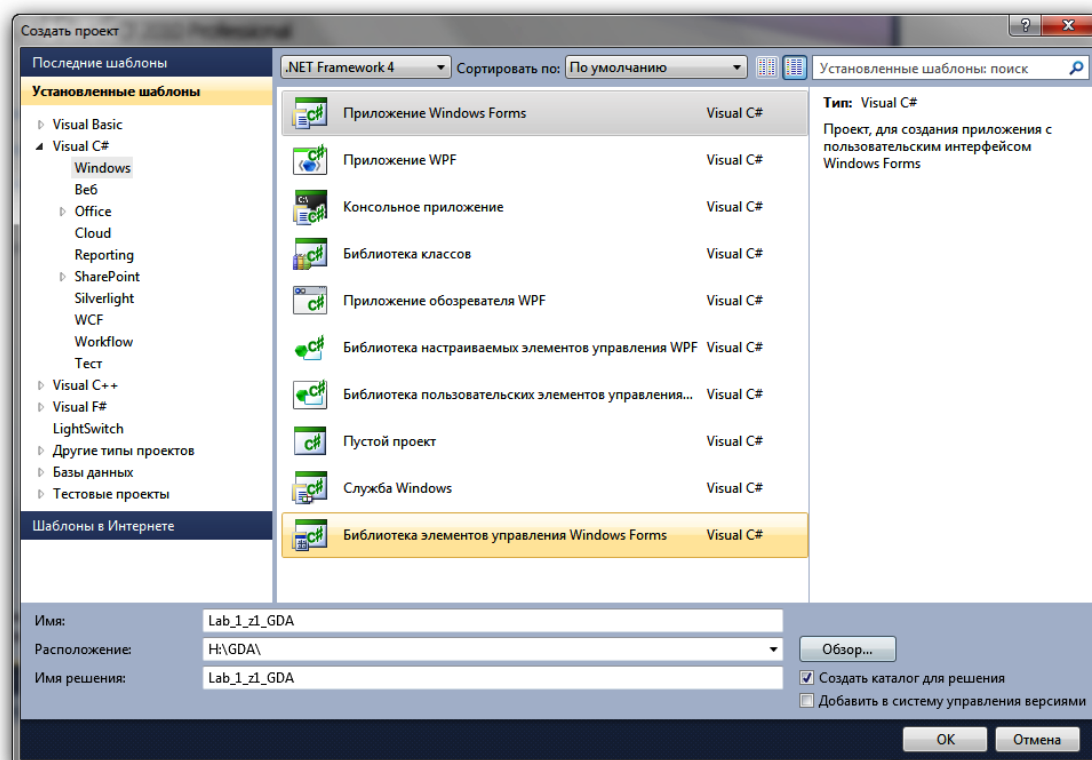 Создать проект
Последние шаблоны
Установленные шаблоны
Visual Basic
Visual C#
Windows
Веб
Office
Cloud
Reporting
SharePoint
Silverlight
WCF
Workflow
Тест
Visual C++
Visual F#
LightSwitch
Другие типы проектов
Базы данных
Тестовые проекты
Шаблоны в Интернете
.NET Framework 4 Сортировать по: По умолчанию
Приложение Windows Forms Visual C#
Приложение WPF Visual C#
Консольное приложение Visual C#
Библиотека классов Visual C#
Приложение обозревателя WPF Visual C#
Библиотека настраиваемых элементов управления WPF Visual C#
Библиотека пользовательских элементов управления... Visual C#
Пустой проект Visual C#
Служба Windows Visual C#
Библиотека элементов управления Windows Forms Visual C#
Установленные шаблоны: поиск
Тип: Visual C#
Проект, для создания приложения с
пользовательским интерфейсом
Windows Forms
Имя: Lab_1_z1_GDA
Расположение: H:\GDA\ Обзор...
Имя решения: Lab_1_z1_GDA
Создать каталог для решения
Добавить в систему управления версиями
OK Отмена